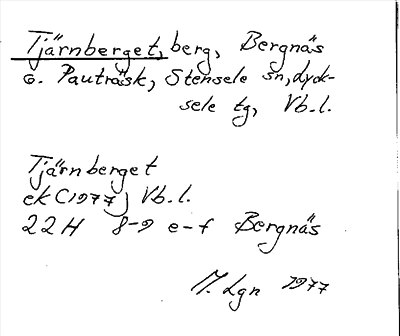 Tjärnberget, berg, Bergnäs
o. Pauträsk, Stensele sn, Lyck-
sele tg, Vb.l.
Tjärnberget
ek (1977) Vb.l.
22H 8-9 e-f Bergnäs
M. Lgn 1977